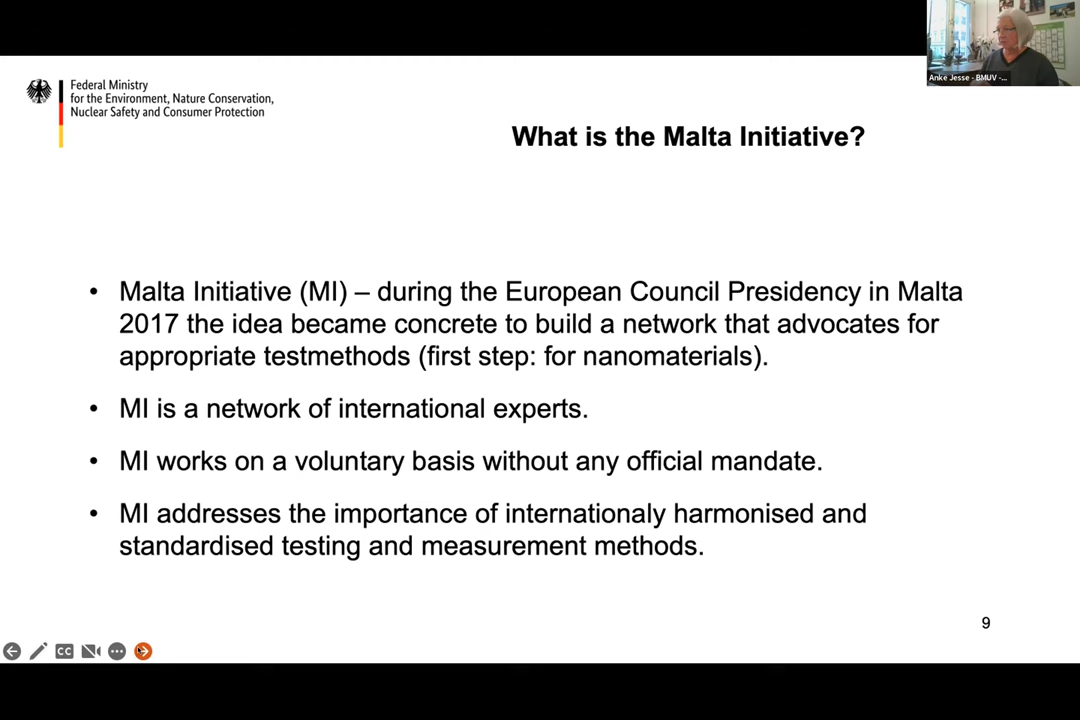 Anke Jesse - BMUV -...
Federal Ministry
for the Environment, Nature Conservation,
Nuclear Safety and Consumer Protection
What is the Malta Initiative?
• Malta Initiative (MI) – during the European Council Presidency in Malta
2017 the idea became concrete to build a network that advocates for
appropriate testmethods (first step: for nanomaterials).
• MI is a network of international experts.
• MI works on a voluntary basis without any official mandate.
• MI addresses the importance of internationaly harmonised and
standardised testing and measurement methods.
9
CC